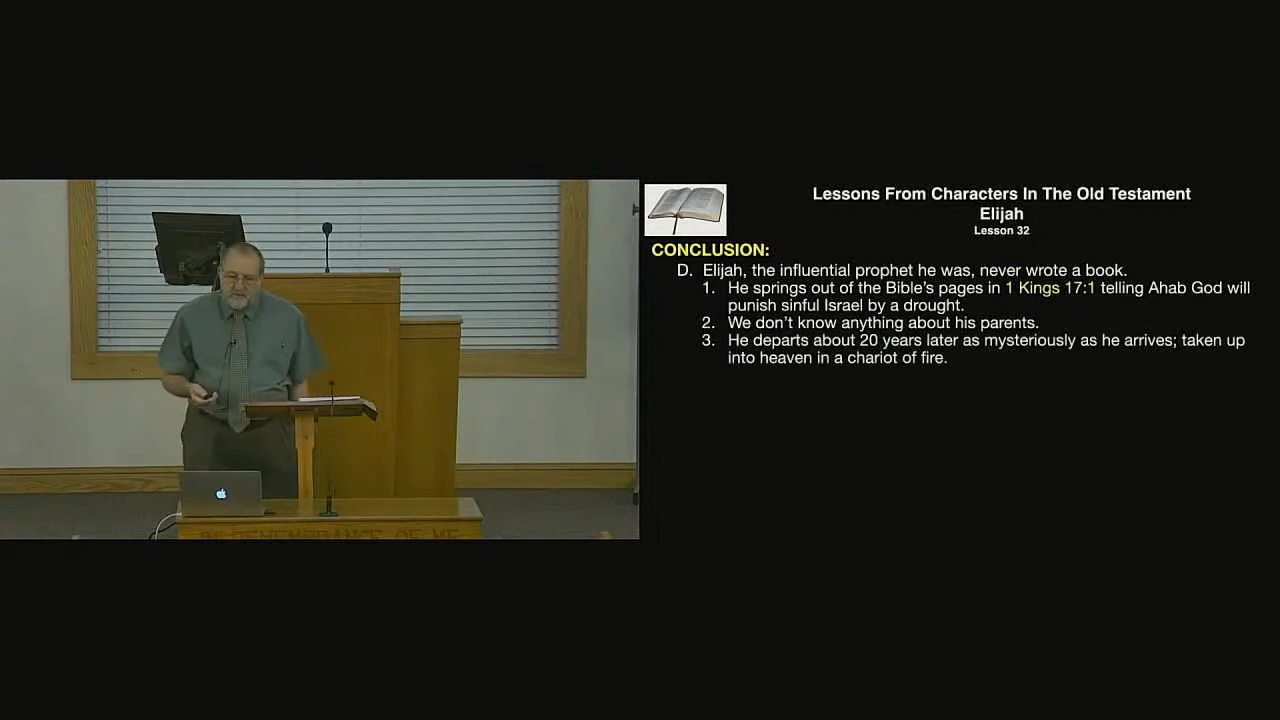 Lessons From Characters In The Old Testament
Elijah
Lesson 32
CONCLUSION:
D. Elijah, the influential prophet he was, never wrote a book.
1. He springs out of the Bible's pages in 1 Kings 17:1 telling Ahab God will
punish sinful Israel by a drought.
2. We don't know anything about his parents.
3. He departs about 20 years later as mysteriously as he arrives; taken up
into heaven in a chariot of fire.
REMEMBRANCE OF ME